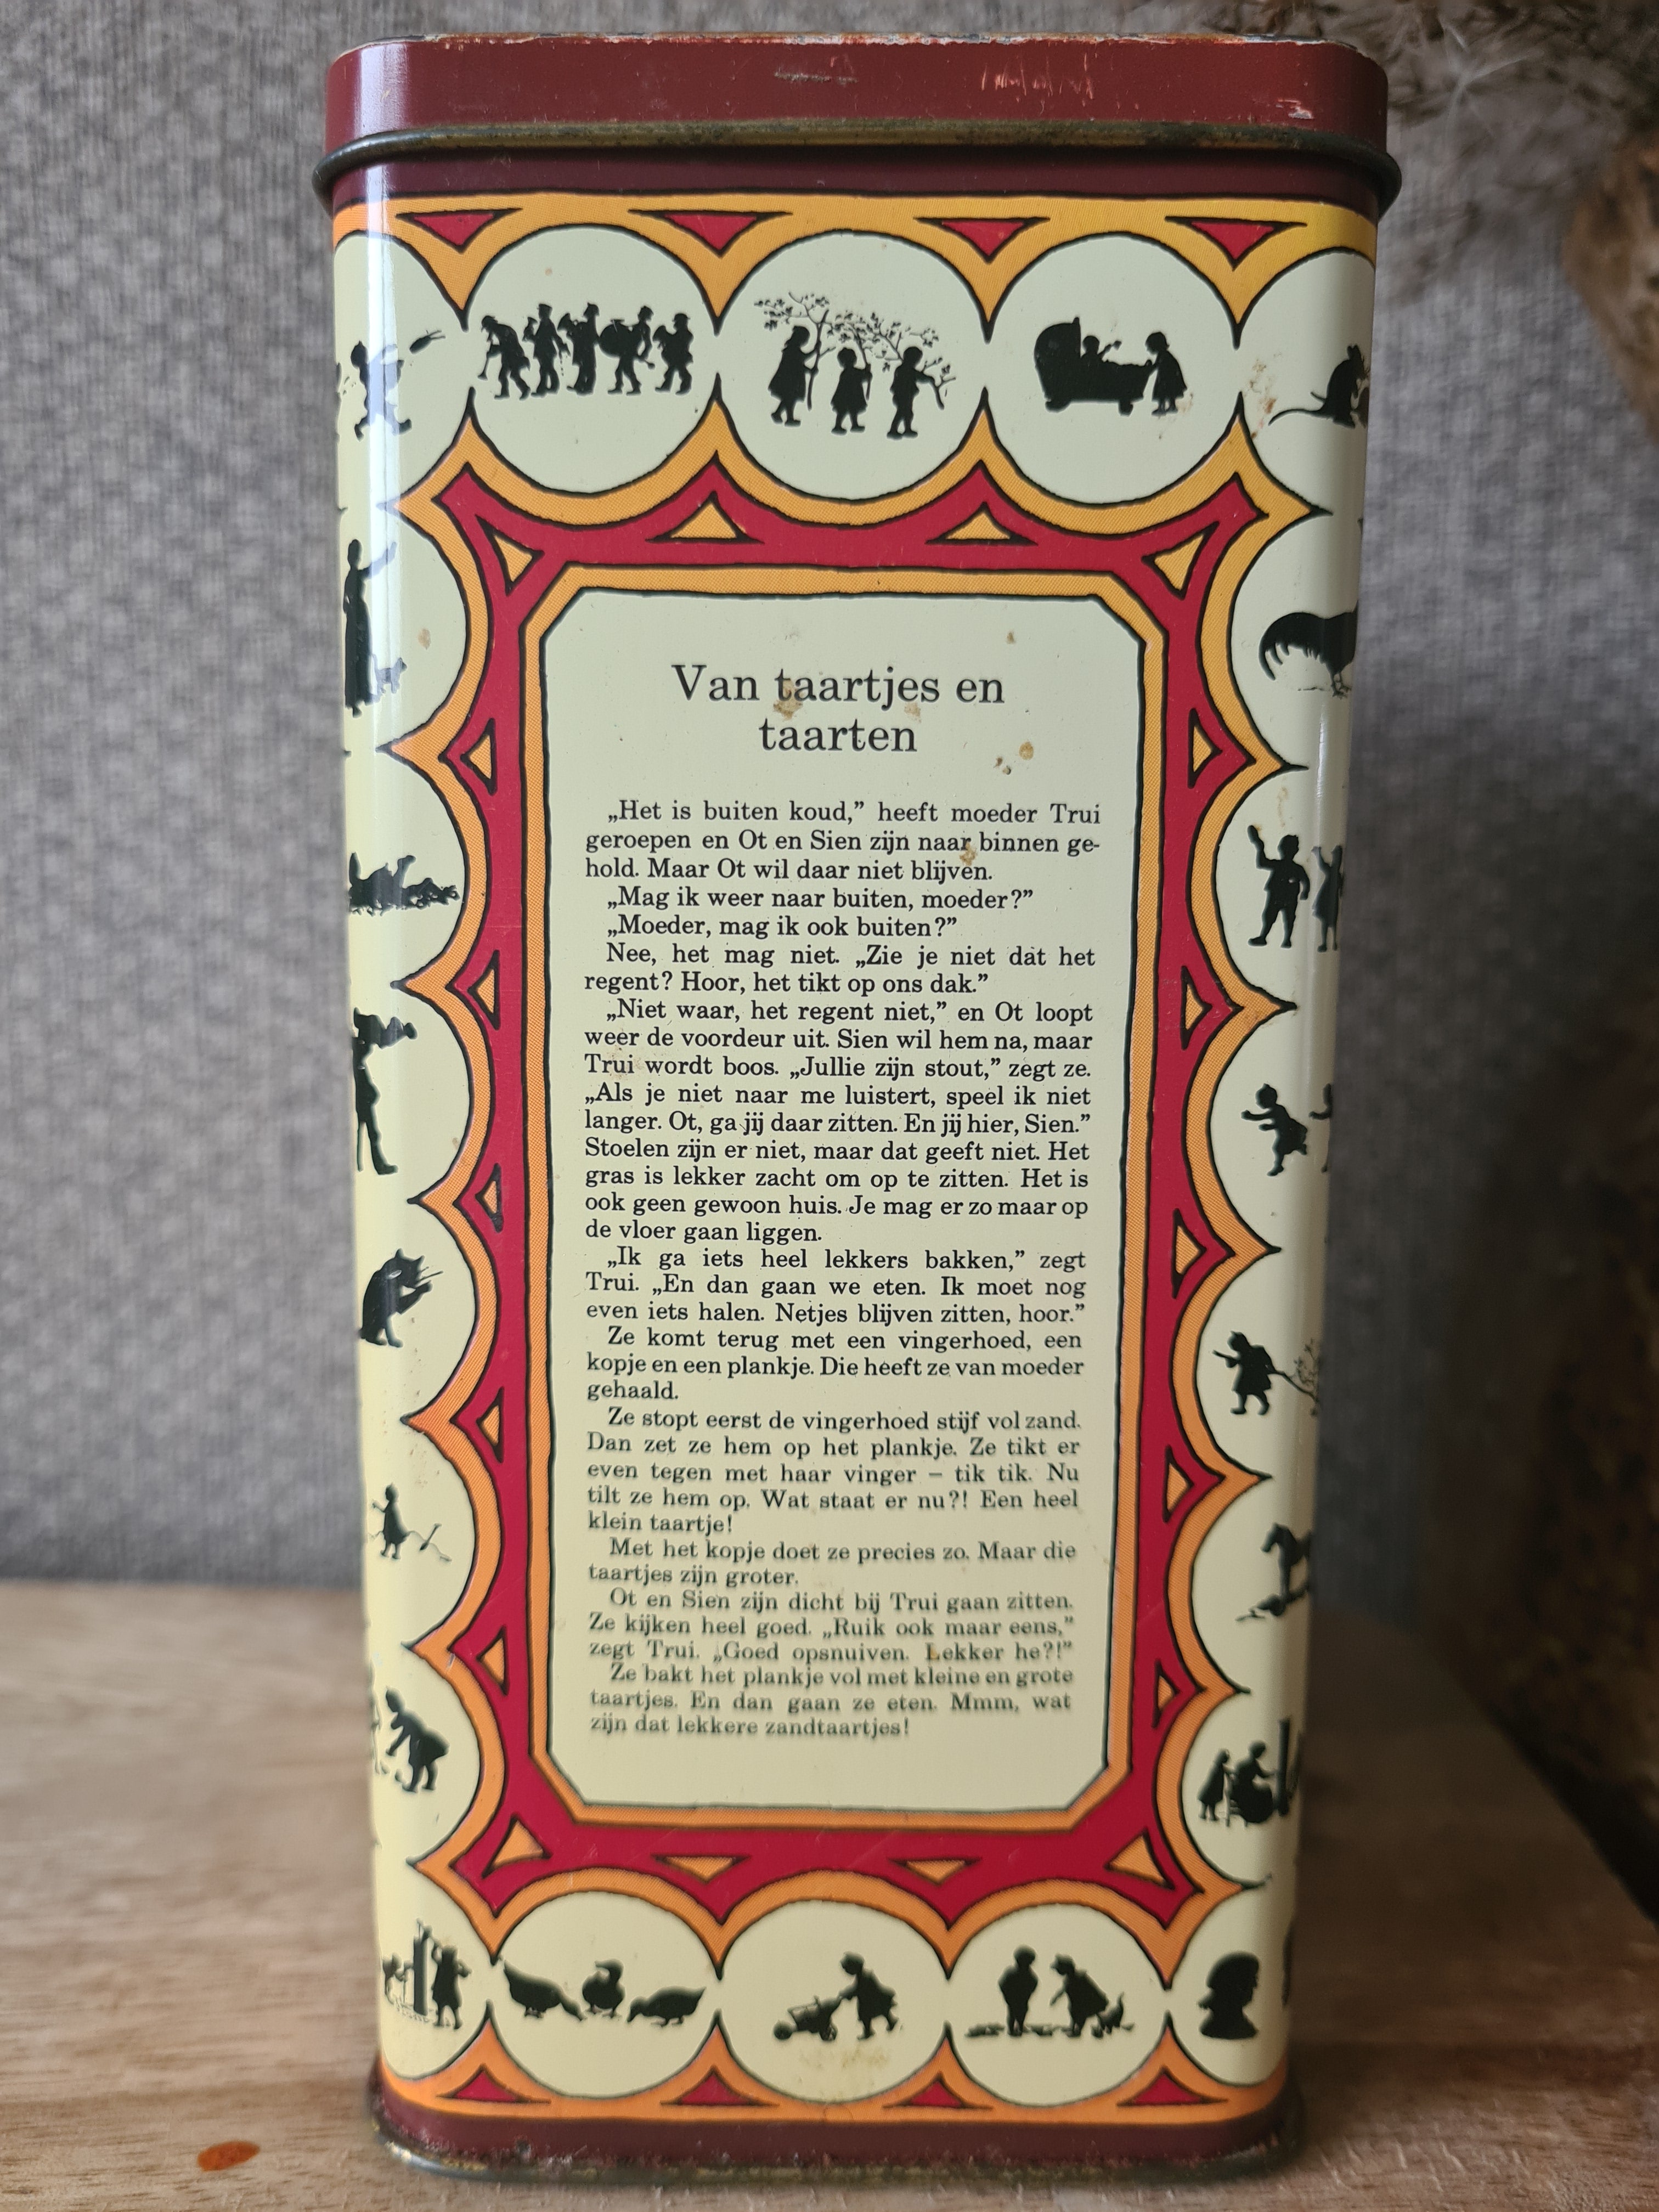 Van taartjes en
taarten
„Het is buiten koud,” heeft moeder Trui
geroepen en Ot en Sien zijn naar binnen ge-
hold. Maar Ot wil daar niet blijven.
„Mag ik weer naar buiten, moeder?”
„Moeder, mag ik ook buiten?”
Nee, het mag niet. „Zie je niet dat het
regent? Hoor, het tikt op ons dak.”
„Niet waar, het regent niet,” en Ot loopt
weer de voordeur uit. Sien wil hem na, maar
Trui wordt boos. „Jullie zijn stout,” zegt ze.
„Als je niet naar me luistert, speel ik niet
langer. Ot, ga jij daar zitten. En jij hier, Sien.”
Stoelen zijn er niet, maar dat geeft niet. Het
gras is lekker zacht om op te zitten. Het is
ook geen gewoon huis. Je mag er zo maar op
de vloer gaan liggen.
„Ik ga iets heel lekkers bakken,” zegt
Trui. „En dan gaan we eten. Ik moet nog
even iets halen. Netjes blijven zitten, hoor.”
Ze komt terug met een vingerhoed, een
kopje en een plankje. Die heeft ze van moeder
gehaald.
Ze stopt eerst de vingerhoed stijf vol zand.
Dan zet ze hem op het plankje. Ze tikt er
even tegen met haar vinger – tik tik. Nu
tilt ze hem op. Wat staat er nu?! Een heel
klein taartje!
Met het kopje doet ze precies zo. Maar die
taartjes zijn groter.
Ot en Sien zijn dicht bij Trui gaan zitten.
Ze kijken heel goed. „Ruik ook maar eens,”
zegt Trui. „Goed opsnuiven. Lekker he?!”
Ze bakt het plankje vol met kleine en grote
taartjes. En dan gaan ze eten. Mmm, wat
zijn dat lekkere zandtaartjes!